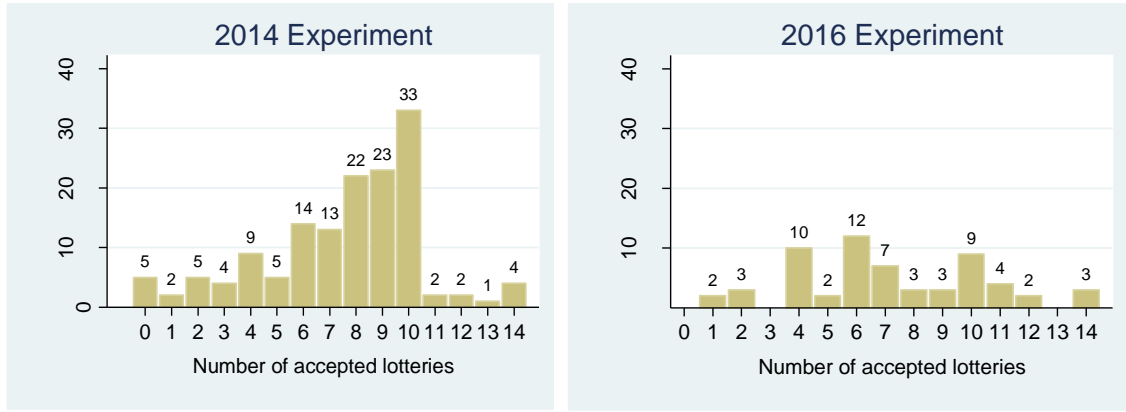 2014 Experiment
40
30
20
10
0
5 2 5 4 9 5 14 13 22 23 33 2 2 1 4
0 1 2 3 4 5 6 7 8 9 10 11 12 13 14
Number of accepted lotteries
2016 Experiment
40
30
20
10
2 3 10 2 12 7 3 3 9 4 2 3
0 1 2 3 4 5 6 7 8 9 10 11 12 13 14
Number of accepted lotteries